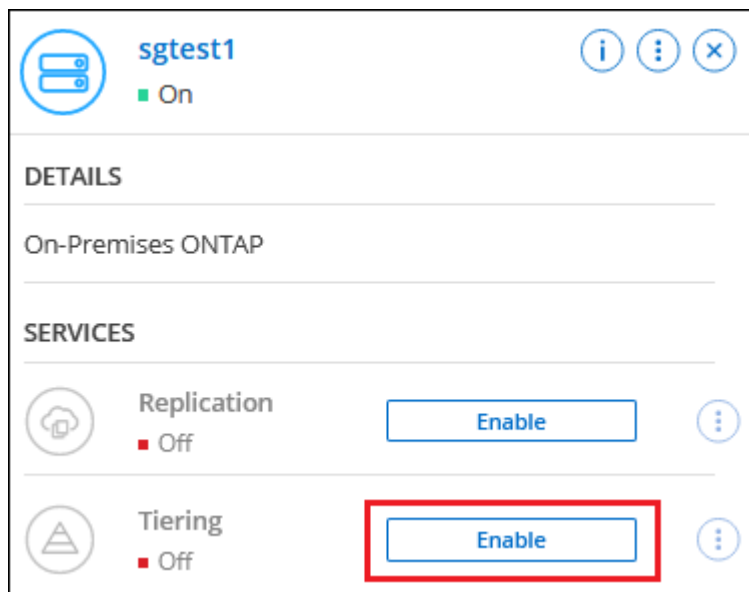 sgtest1
On
DETAILS
On-Premises ONTAP
SERVICES
Replication
Off
Enable
Tiering
Off
Enable